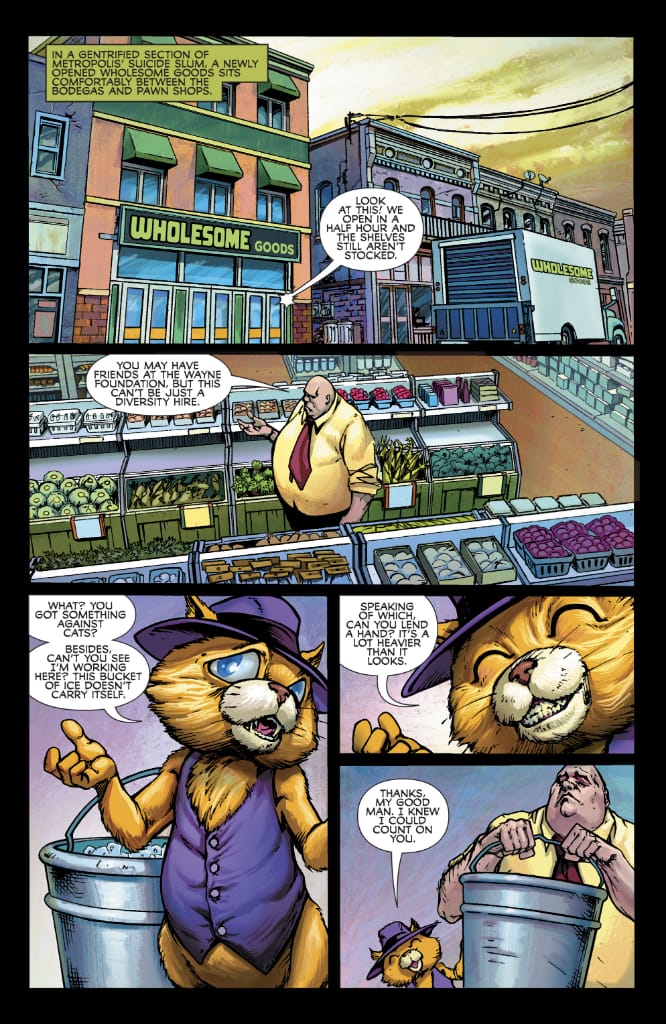 IN A GENTRIFIED SECTION OF
METROPOLIS' SUICIDE SLUM, A NEWLY
OPENED WHOLESOME GOODS SITS
COMFORTABLY BETWEEN THE
BODEGAS AND PAWN SHOPS.
LOOK
AT THIS! WE
OPEN IN A
HALF HOUR AND
THE SHELVES
STILL AREN'T
STOCKED.
WHOLESOME GOODS
WHOLESOME
GOODS
YOU MAY HAVE
FRIENDS AT THE WAYNE
FOUNDATION, BUT THIS
CAN'T BE JUST A
DIVERSITY HIRE.
WHAT? YOU
GOT SOMETHING
AGAINST
CATS?
BESIDES,
CAN'T YOU SEE
I'M WORKING
HERE? THIS BUCKET
OF ICE DOESN'T
CARRY ITSELF.
SPEAKING
OF WHICH,
CAN YOU LEND
A HAND? IT'S A
LOT HEAVIER
THAN IT
LOOKS.
THANKS,
MY GOOD
MAN. I KNEW
I COULD
COUNT ON
YOU.